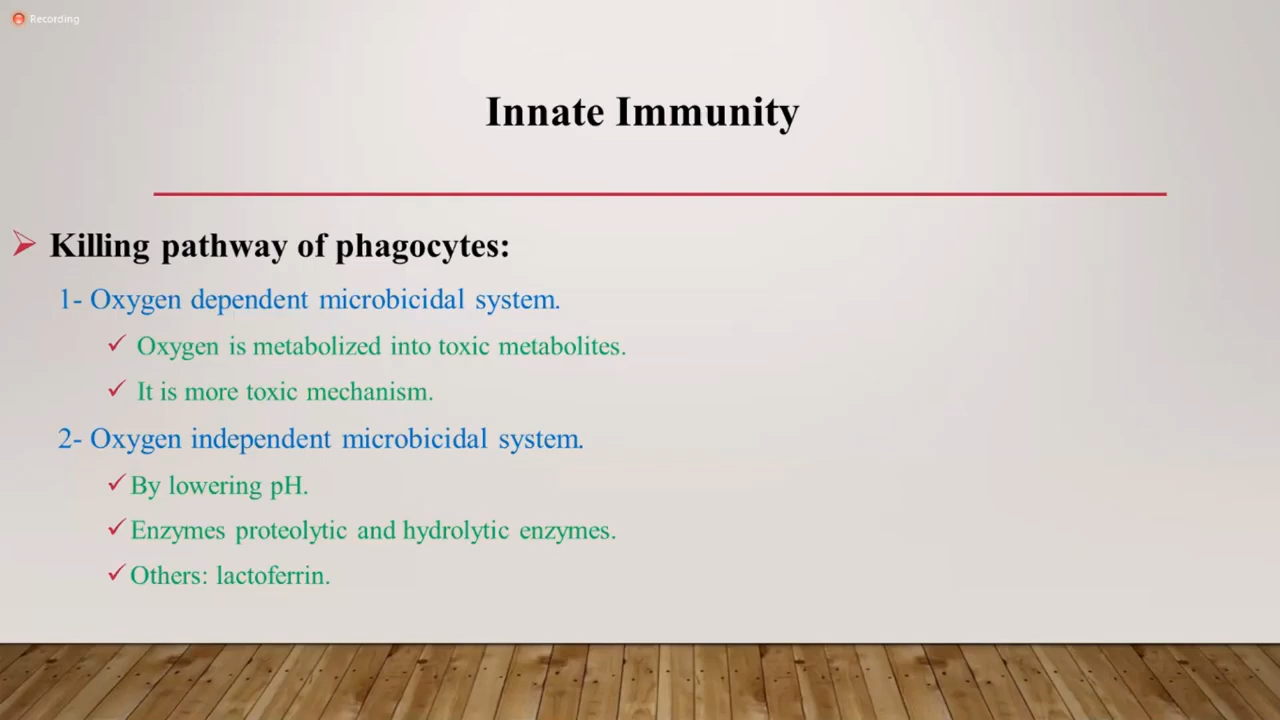 Recording
Innate Immunity
Killing pathway of phagocytes:
1- Oxygen dependent microbicidal system.
Oxygen is metabolized into toxic metabolites.
It is more toxic mechanism.
2- Oxygen independent microbicidal system.
By lowering pH.
Enzymes proteolytic and hydrolytic enzymes.
Others: lactoferrin.